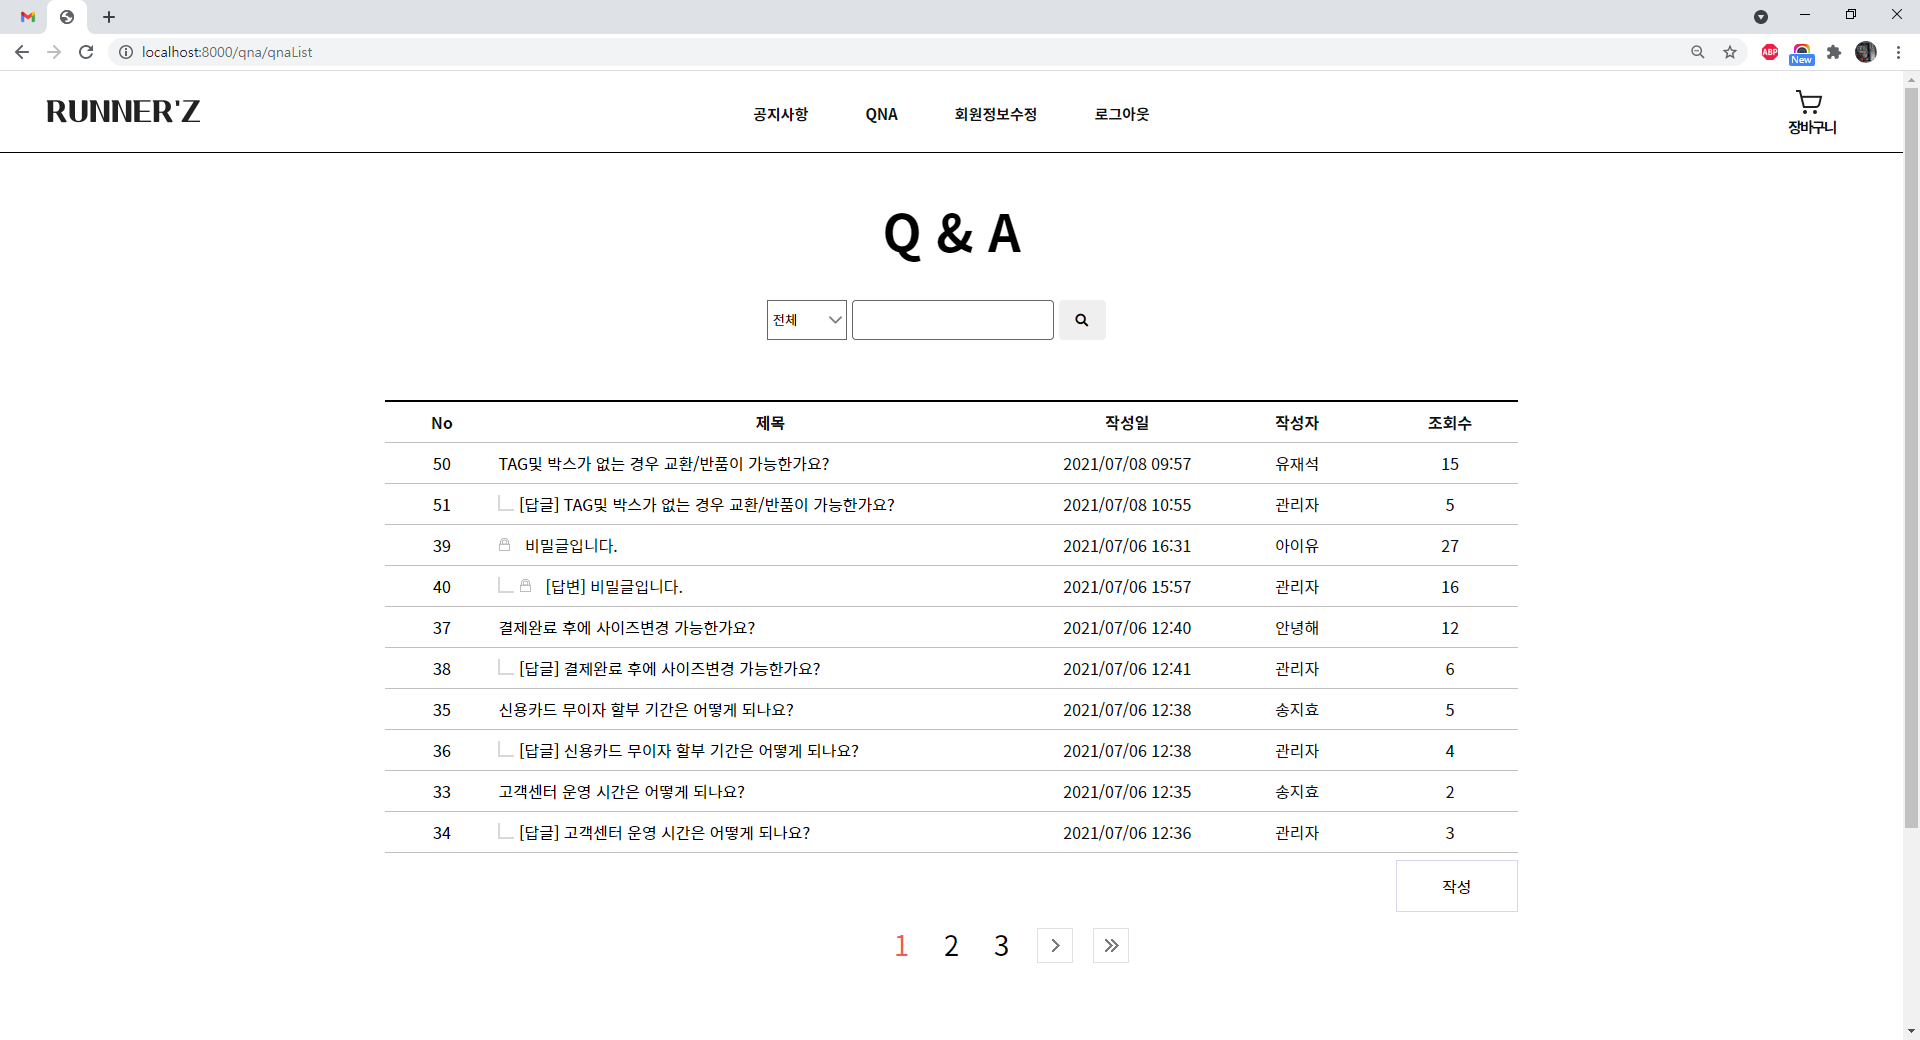 localhost:8000/qna/qnaList
ABP
New
RUNNER'Z
공지사항 QNA 회원정보수정 로그아웃
장바구니
Q & A
전체
No 제목 작성일 작성자 조회수
50 TAG및 박스가 없는 경우 교환/반품이 가능한가요? 2021/07/08 09:57 유재석 15
51 [답글] TAG및 박스가 없는 경우 교환/반품이 가능한가요? 2021/07/08 10:55 관리자 5
39 비밀글입니다. 2021/07/06 16:31 아이유 27
40 [답변] 비밀글입니다. 2021/07/06 15:57 관리자 16
37 결제완료 후에 사이즈변경 가능한가요? 2021/07/06 12:40 안녕해 12
38 [답글] 결제완료 후에 사이즈변경 가능한가요? 2021/07/06 12:41 관리자 6
35 신용카드 무이자 할부 기간은 어떻게 되나요? 2021/07/06 12:38 송지효 5
36 [답글] 신용카드 무이자 할부 기간은 어떻게 되나요? 2021/07/06 12:38 관리자 4
33 고객센터 운영 시간은 어떻게 되나요? 2021/07/06 12:35 송지효 2
34 [답글] 고객센터 운영 시간은 어떻게 되나요? 2021/07/06 12:36 관리자 3
작성
1 2 3